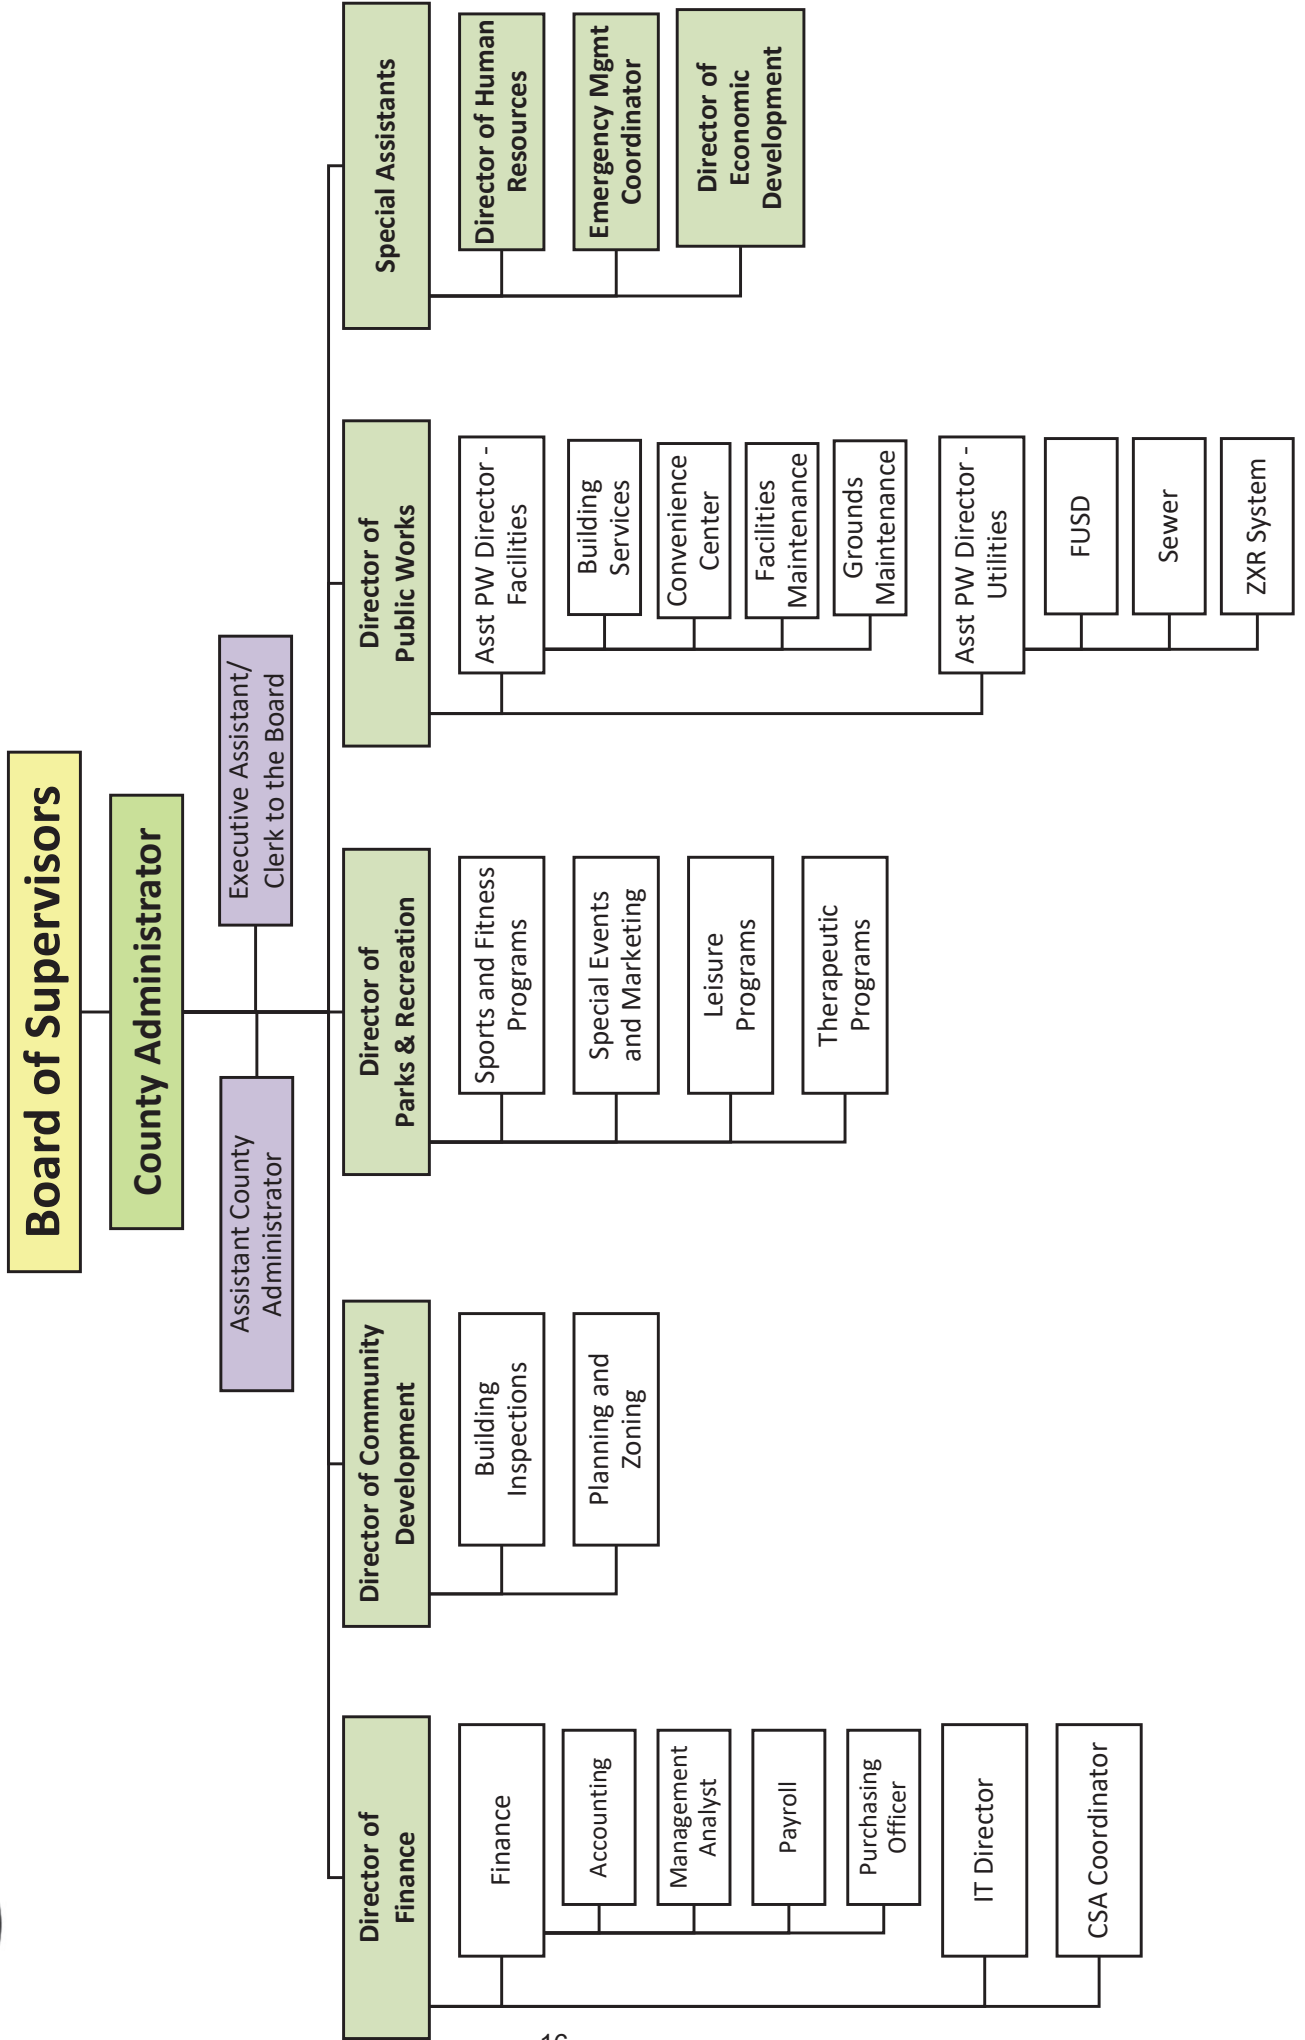 Board of Supervisors
County Administrator
Assistant County
Administrator
Executive Assistant/
Clerk to the Board
Director of
Finance
Finance
Accounting
Management
Analyst
Payroll
Purchasing
Officer
IT Director
CSA Coordinator
Director of Community
Development
Building
Inspections
Planning and
Zoning
Director of
Parks & Recreation
Sports and Fitness
Programs
Special Events
and Marketing
Leisure
Programs
Therapeutic
Programs
Director of
Public Works
Asst PW Director -
Facilities
Building
Services
Convenience
Center
Facilities
Maintenance
Grounds
Maintenance
Asst PW Director -
Utilities
FUSD
Sewer
ZXR System
Special Assistants
Director of Human
Resources
Emergency Mgmt
Coordinator
Director of
Economic
Development
16